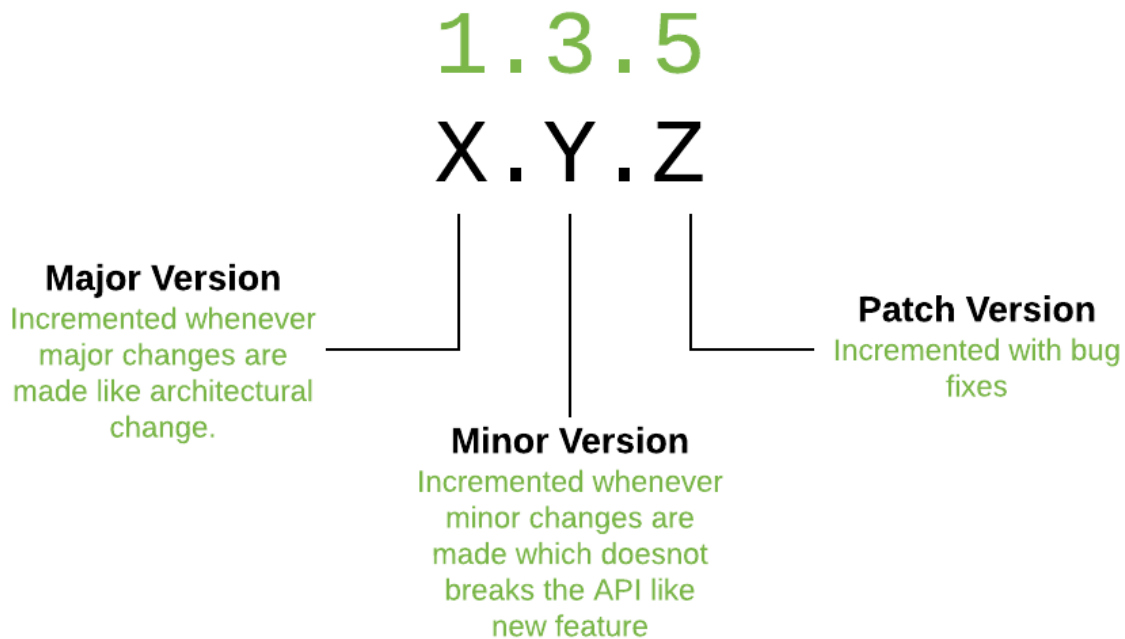 1.3.5
X.Y.Z
Major Version
Incremented whenever
major changes are
made like architectural
change.
Minor Version
Incremented whenever
minor changes are
made which doesnot
breaks the API like
new feature
Patch Version
Incremented with bug
fixes